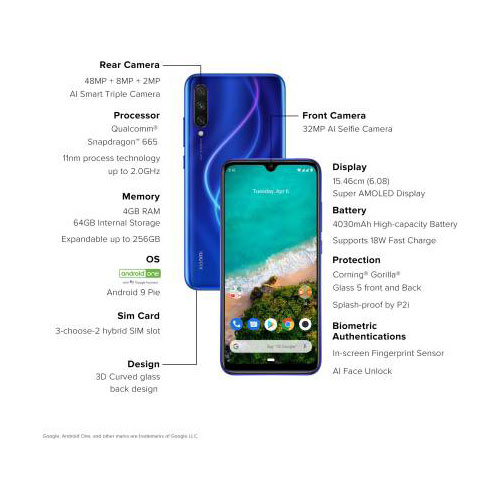 Rear Camera
48MP + 8MP + 2MP
AI Smart Triple Camera
Processor
Qualcomm®
Snapdragon™ 665
11nm process technology
up to 2.0GHz
Memory
4GB RAM
64GB Internal Storage
Expandable up to 256GB
OS
androidone
Android 9 Pie
Sim Card
3-choose-2 hybrid SIM slot
Design
3D Curved glass
back design
Front Camera
32MP AI Selfie Camera
Display
15.46cm (6.08)
Super AMOLED Display
Battery
4030mAh High-capacity Battery
Supports 18W Fast Charge
Protection
Corning® Gorilla®
Glass 5 front and Back
Splash-proof by P2i
Biometric
Authentications
In-screen Fingerprint Sensor
AI Face Unlock
Tuesday, Apr 6
Google, Android One, and other marks are trademarks of Google LLC.